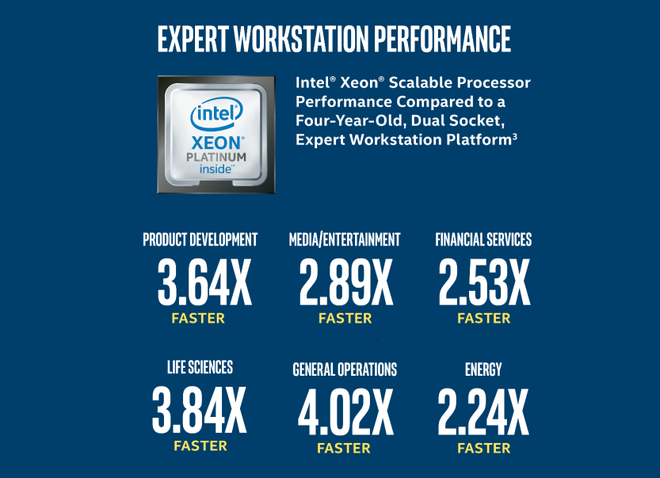 EXPERT WORKSTATION PERFORMANCE
intel®
XEON®
PLATINUM
inside™
Intel® Xeon® Scalable Processor
Performance Compared to a
Four-Year-Old, Dual Socket,
Expert Workstation Platform³
PRODUCT DEVELOPMENT
3.64X
FASTER
MEDIA/ENTERTAINMENT
2.89X
FASTER
FINANCIAL SERVICES
2.53X
FASTER
LIFE SCIENCES
3.84X
FASTER
GENERAL OPERATIONS
4.02X
FASTER
ENERGY
2.24X
FASTER